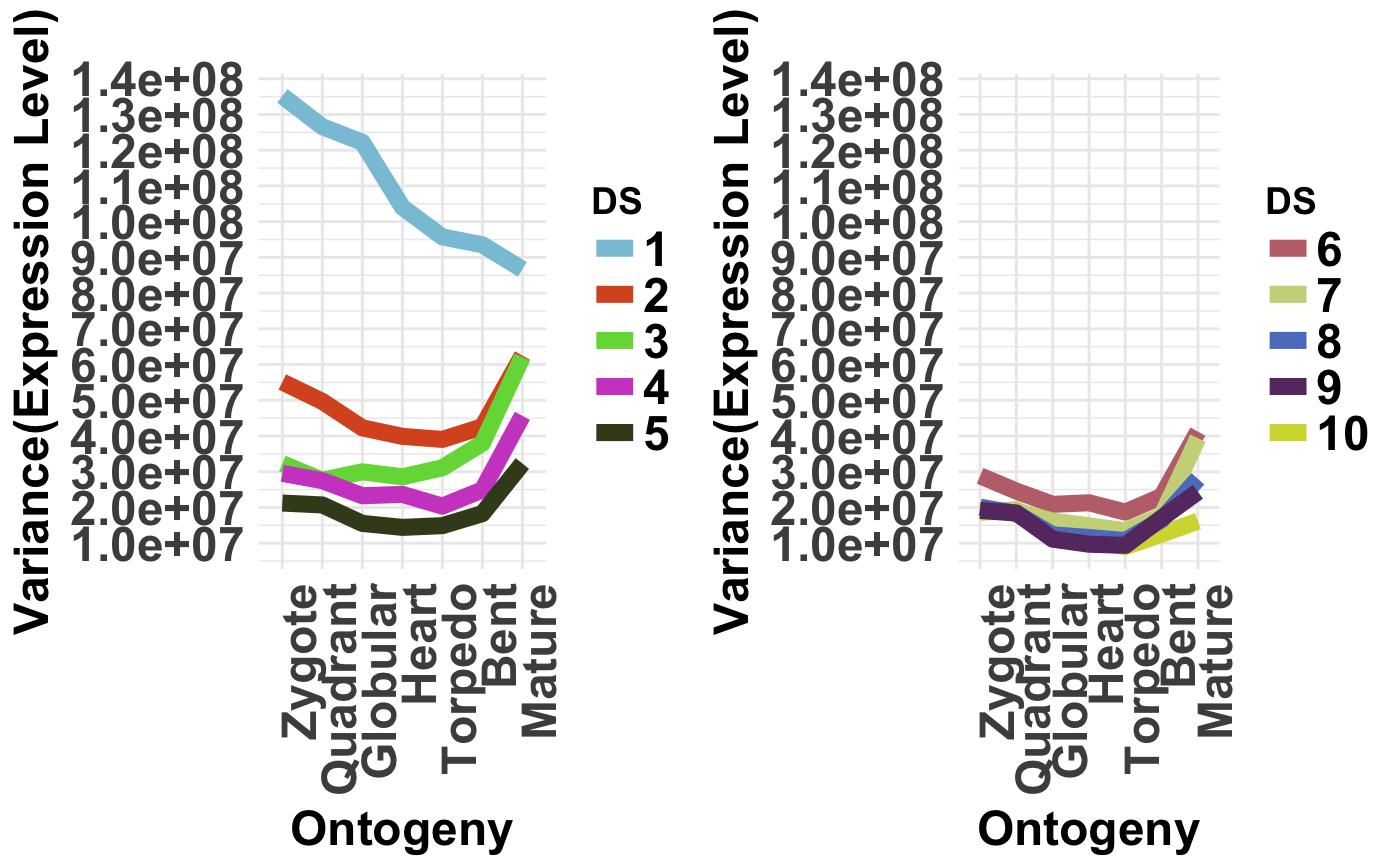 Variance(Expression Level)
1.4e+08
1.3e+08
1.2e+08
1.1e+08
1.0e+08
9.0e+07
8.0e+07
7.0e+07
6.0e+07
5.0e+07
4.0e+07
3.0e+07
2.0e+07
1.0e+07
Zygote
Quadrant
Globular
Heart
Torpedo
Bent
Mature
Ontogeny
DS
1
2
3
4
5
Variance(Expression Level)
1.4e+08
1.3e+08
1.2e+08
1.1e+08
1.0e+08
9.0e+07
8.0e+07
7.0e+07
6.0e+07
5.0e+07
4.0e+07
3.0e+07
2.0e+07
1.0e+07
Zygote
Quadrant
Globular
Heart
Torpedo
Bent
Mature
Ontogeny
DS
6
7
8
9
10